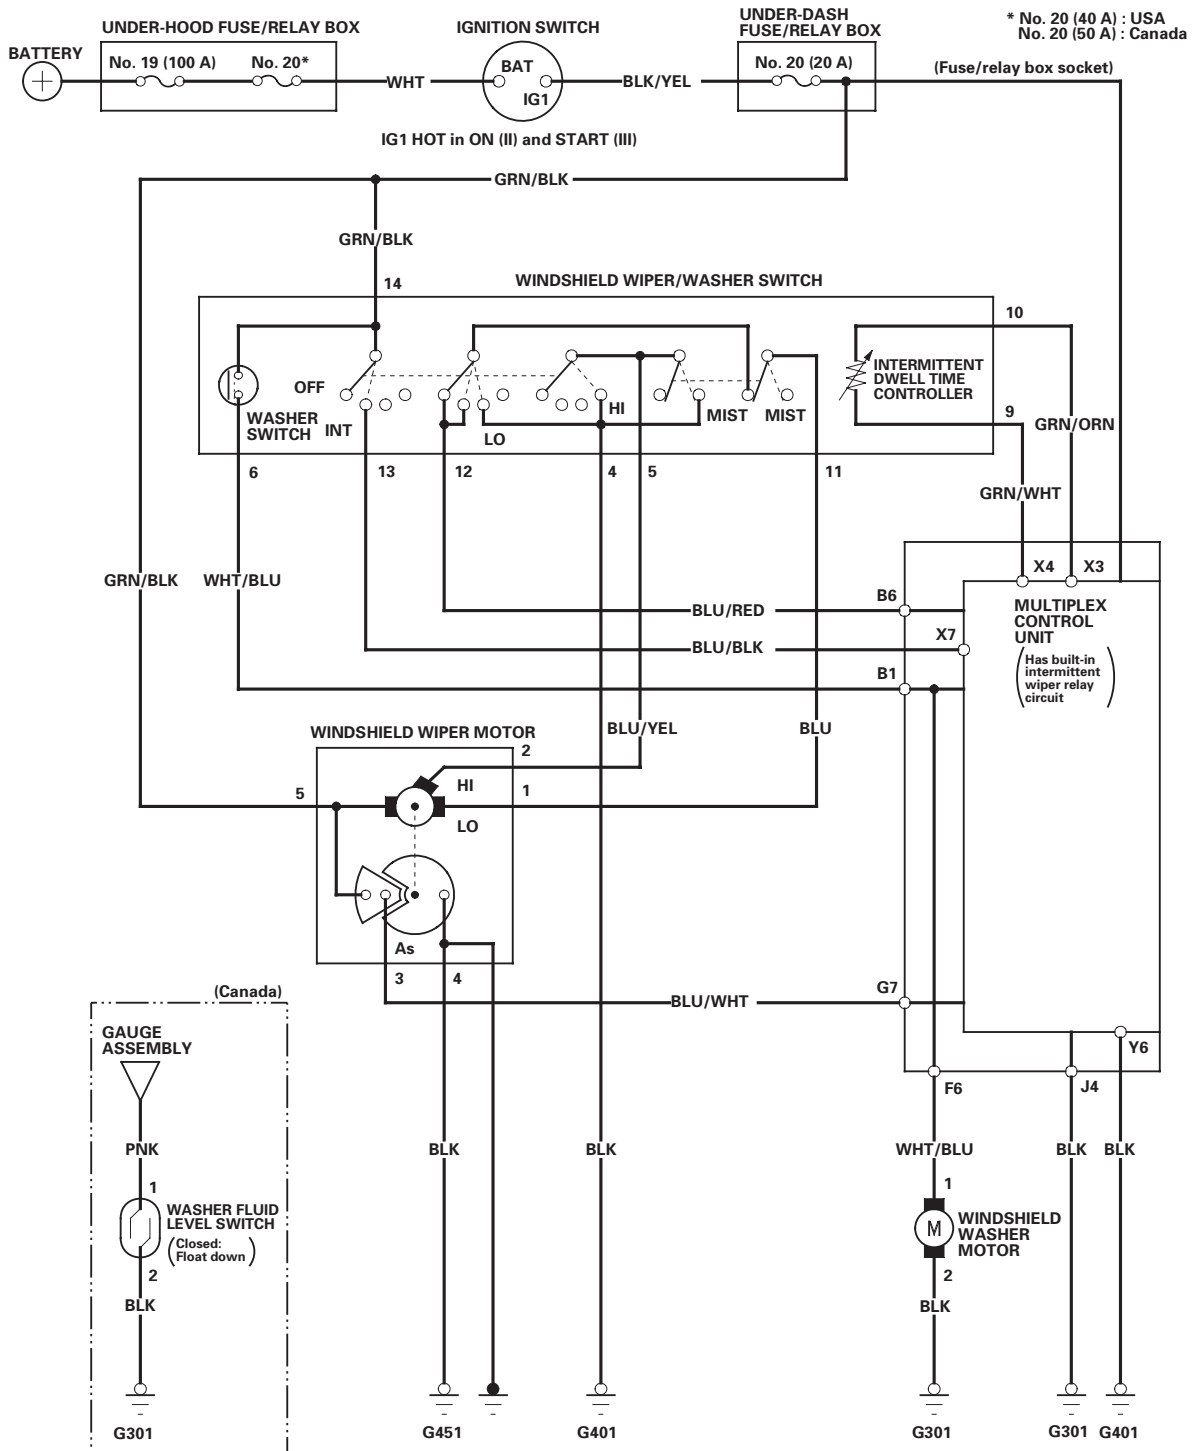 UNDER-HOOD FUSE/RELAY BOX
IGNITION SWITCH
UNDER-DASH
FUSE/RELAY BOX
* No. 20 (40 A) : USA
No. 20 (50 A) : Canada
BATTERY
No. 19 (100 A)
No. 20*
WHT
BAT
IG1
BLK/YEL
No. 20 (20 A)
(Fuse/relay box socket)
IG1 HOT in ON (II) and START (III)
GRN/BLK
GRN/BLK
14
WINDSHIELD WIPER/WASHER SWITCH
10
OFF
INTERMITTENT
DWELL TIME
CONTROLLER
WASHER
SWITCH
INT
LO
HI
MIST
MIST
9
GRN/ORN
6
13
12
4
5
11
GRN/WHT
GRN/BLK
WHT/BLU
X4
X3
B6
BLU/RED
MULTIPLEX
CONTROL
UNIT
X7
BLU/BLK
Has built-in
intermittent
wiper relay
circuit
B1
WINDSHIELD WIPER MOTOR
BLU/YEL
BLU
2
HI
5
1
LO
As
3
4
G7
BLU/WHT
(Canada)
GAUGE
ASSEMBLY
Y6
F6
J4
PNK
BLK
BLK
WHT/BLU
BLK
BLK
1
1
WASHER FLUID
LEVEL SWITCH
(Closed:
Float down)
M
WINDSHIELD
WASHER
MOTOR
2
2
BLK
BLK
G301
G451
G401
G301
G301
G401